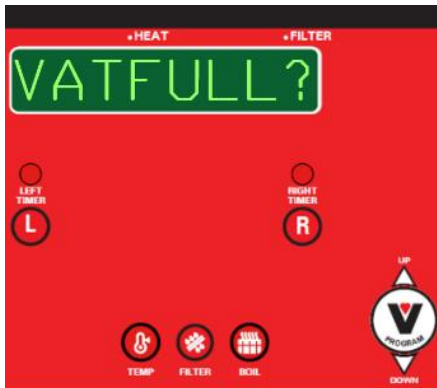 •HEAT •FILTER
VATFULL?
LEFT TIMER
RIGHT TIMER
L
R
UP
V
PROGRAM
DOWN
TEMP FILTER BOIL